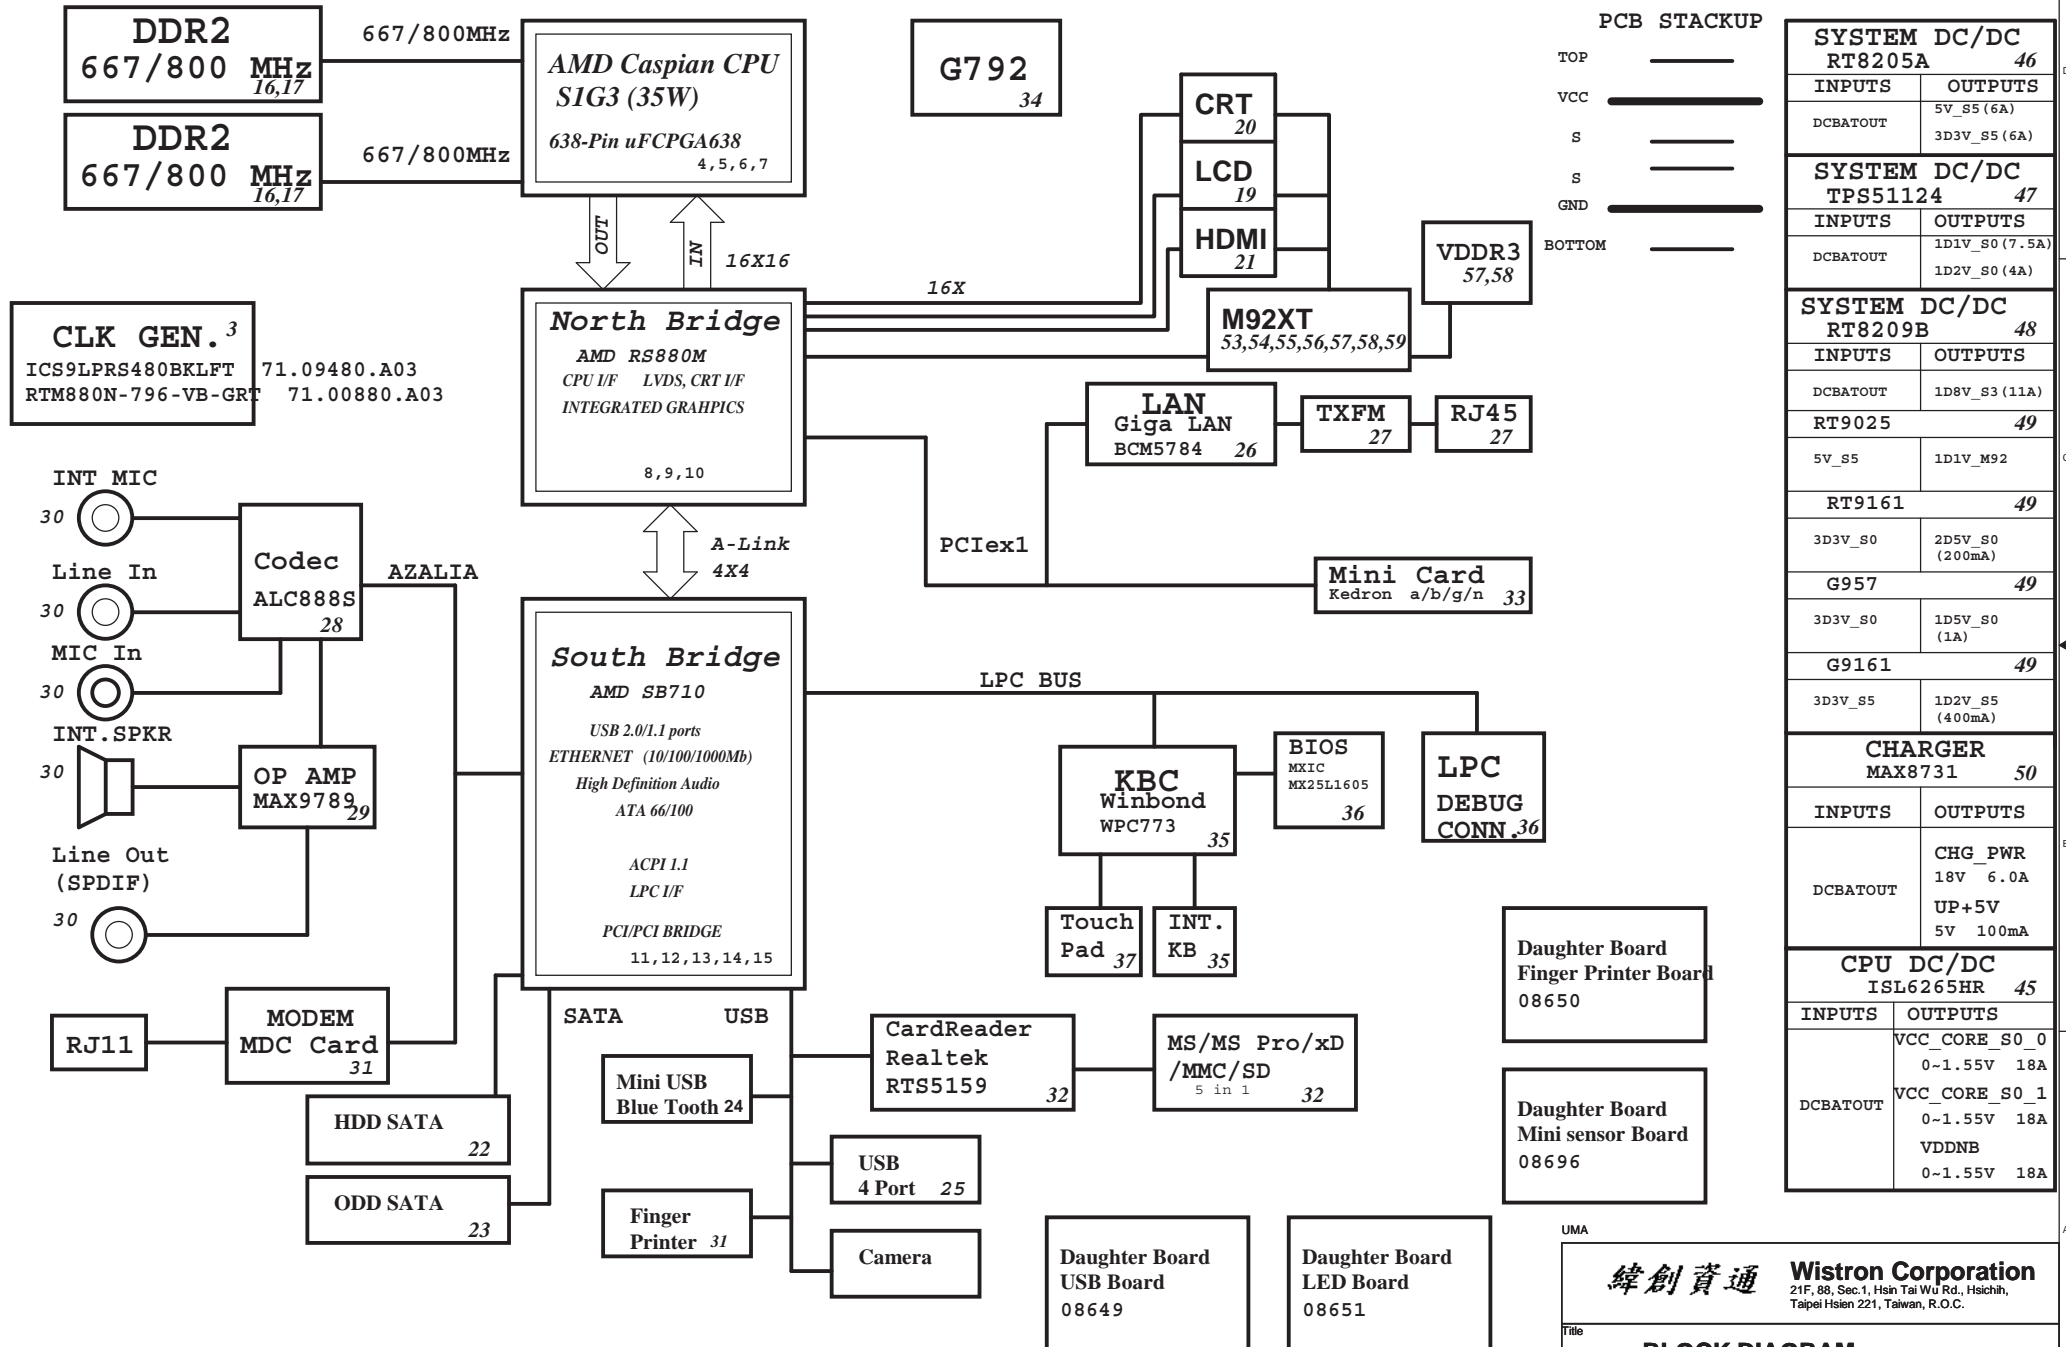 DDR2
667/800 MHz
16,17
667/800MHz
DDR2
667/800 MHz
16,17
667/800MHz
AMD Caspian CPU
S1G3 (35W)
638-Pin uFCPGA638
4,5,6,7
OUT
IN
16X16
G792
34
CRT
20
LCD
19
HDMI
21
VDDR3
57,58
16X
M92XT
53,54,55,56,57,58,59
PCB STACKUP
TOP
VCC
S
S
GND
BOTTOM
CLK GEN. 3
ICS9LPRS480BKLFT 71.09480.A03
RTM880N-796-VB-GRT 71.00880.A03
North Bridge
AMD RS880M
CPU I/F LVDS, CRT I/F
INTEGRATED GRAHPICS
8,9,10
LAN
Giga LAN
BCM5784 26
TXFM
27
RJ45
27
PCIex1
Mini Card
Kedron a/b/g/n 33
A-Link
4X4
INT MIC
30
Line In
30
MIC In
30
INT.SPKR
30
Line Out
(SPDIF)
30
Codec
ALC888S
28
AZALIA
OP AMP
MAX9789
29
South Bridge
AMD SB710
USB 2.0/1.1 ports
ETHERNET (10/100/1000Mb)
High Definition Audio
ATA 66/100
ACPI 1.1
LPC I/F
PCI/PCI BRIDGE
11,12,13,14,15
LPC BUS
KBC
Winbond
WPC773
35
BIOS
MXIC
MX25L1605
36
LPC
DEBUG
CONN.36
Touch
Pad 37
INT.
KB 35
RJ11
MODEM
MDC Card
31
HDD SATA
22
ODD SATA
23
SATA
USB
Mini USB
Blue Tooth 24
Finger
Printer 31
CardReader
Realtek
RTS5159
32
MS/MS Pro/xD
/MMC/SD
5 in 1
32
USB
4 Port 25
Camera
Daughter Board
Finger Printer Board
08650
Daughter Board
Mini sensor Board
08696
Daughter Board
USB Board
08649
Daughter Board
LED Board
08651
SYSTEM DC/DC
RT8205A 46
INPUTS OUTPUTS
DCBATOUT
5V_S5(6A)
3D3V_S5(6A)
SYSTEM DC/DC
TPS51124 47
INPUTS OUTPUTS
DCBATOUT
1D1V_S0(7.5A)
1D2V_S0(4A)
SYSTEM DC/DC
RT8209B 48
INPUTS OUTPUTS
DCBATOUT 1D8V_S3(11A)
RT9025 49
5V_S5 1D1V_M92
RT9161 49
3D3V_S0 2D5V_S0
(200mA)
G957 49
3D3V_S0 1D5V_S0
(1A)
G9161 49
3D3V_S5 1D2V_S5
(400mA)
CHARGER
MAX8731 50
INPUTS OUTPUTS
DCBATOUT
CHG_PWR
18V 6.0A
UP+5V
5V 100mA
CPU DC/DC
ISL6265HR 45
INPUTS OUTPUTS
DCBATOUT
VCC_CORE_S0_0
0~1.55V 18A
VCC_CORE_S0_1
0~1.55V 18A
VDDNB
0~1.55V 18A
UMA
緯創資通 Wistron Corporation
21F, 88, Sec.1, Hsin Tai Wu Rd., Hsichih,
Taipei Hsien 221, Taiwan, R.O.C.
Title
BLOCK DIAGRAM